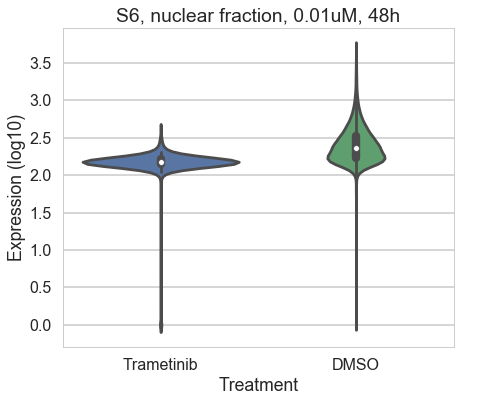 S6, nuclear fraction, 0.01uM, 48h
Expression (log10)
3.5
3.0
2.5
2.0
1.5
1.0
0.5
0.0
Trametinib DMSO
Treatment